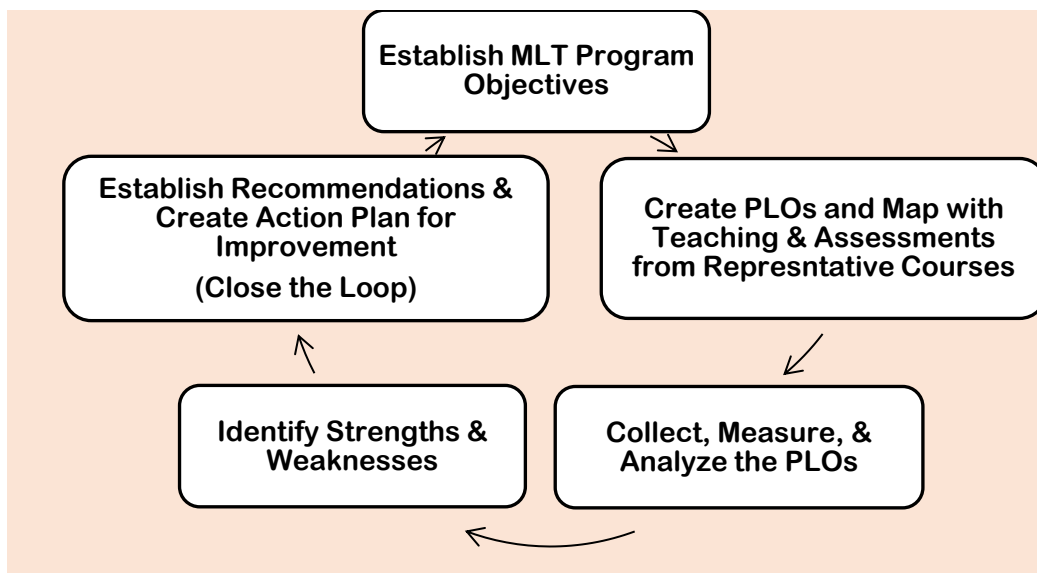 Establish MLT Program
Objectives
Create PLOs and Map with
Teaching & Assessments
from Represntative Courses
Collect, Measure, &
Analyze the PLOs
Identify Strengths &
Weaknesses
Establish Recommendations &
Create Action Plan for
Improvement
(Close the Loop)